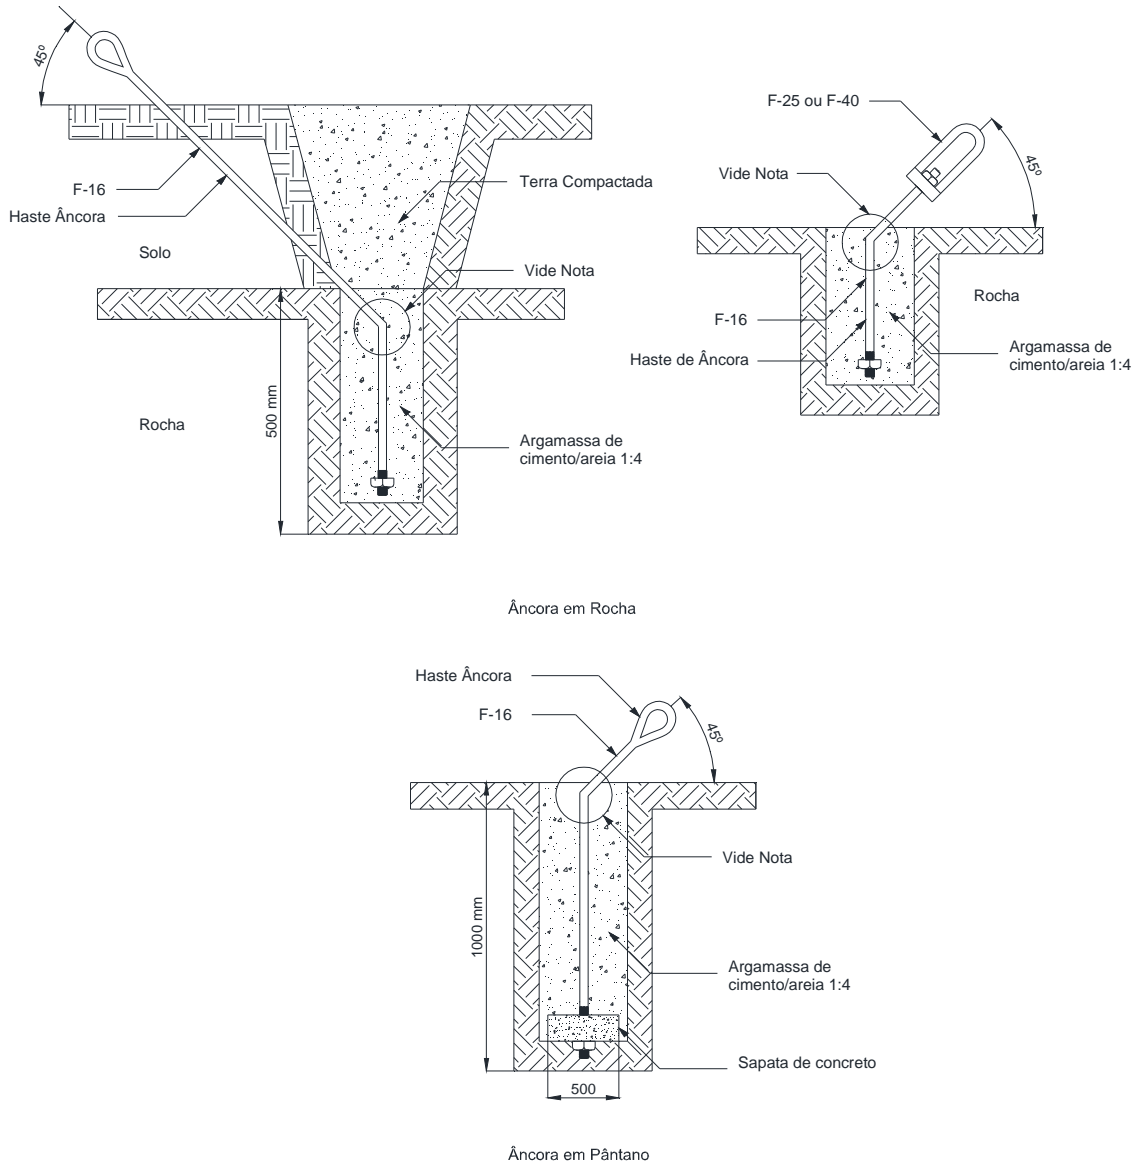 45º
F-16
Haste Âncora
Solo
Terra Compactada
Vide Nota
500 mm
Rocha
Argamassa de
cimento/areia 1:4
F-25 ou F-40
Vide Nota
45º
Rocha
F-16
Haste de Âncora
Argamassa de
cimento/areia 1:4
Âncora em Rocha
Haste Âncora
F-16
45º
Vide Nota
1000 mm
Argamassa de
cimento/areia 1:4
Sapata de concreto
500
Âncora em Pântano